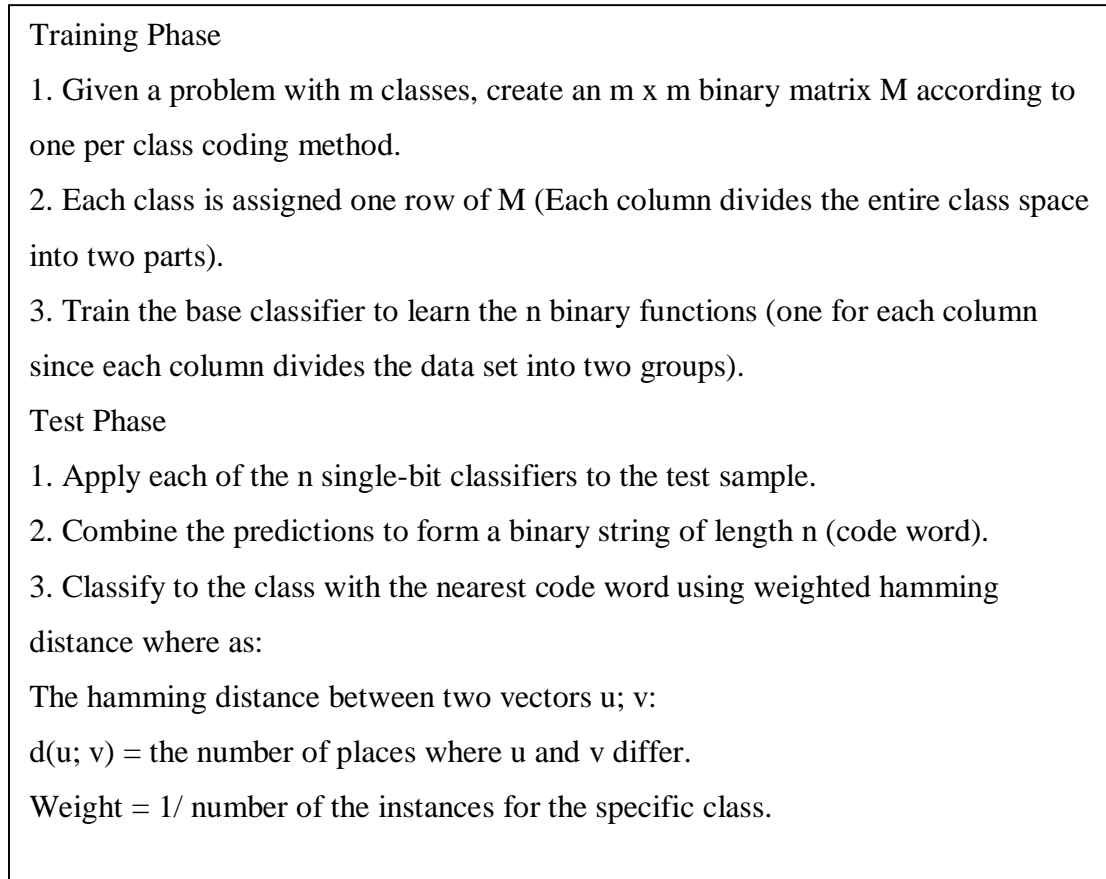 Training Phase
1. Given a problem with m classes, create an m x m binary matrix M according to
one per class coding method.
2. Each class is assigned one row of M (Each column divides the entire class space
into two parts).
3. Train the base classifier to learn the n binary functions (one for each column
since each column divides the data set into two groups).
Test Phase
1. Apply each of the n single-bit classifiers to the test sample.
2. Combine the predictions to form a binary string of length n (code word).
3. Classify to the class with the nearest code word using weighted hamming
distance where as:
The hamming distance between two vectors u; v:
d(u; v) = the number of places where u and v differ.
Weight = 1/ number of the instances for the specific class.